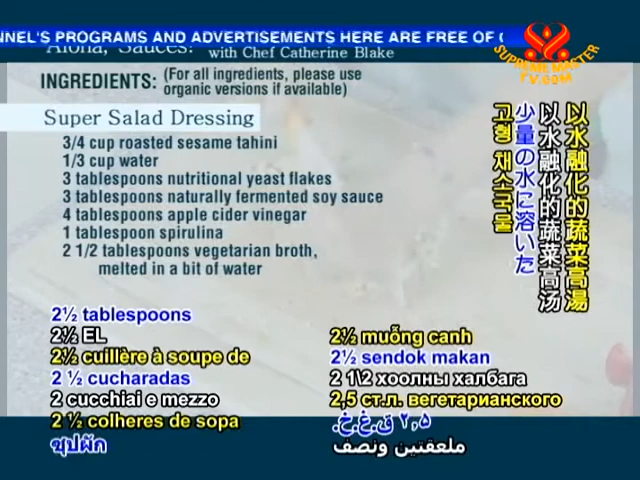 NNEL'S PROGRAMS AND ADVERTISEMENTS HERE ARE FREE OF
SUPREME MASTER
TV.COM
Aloha, Sauces!
with Chef Catherine Blake
INGREDIENTS: (For all ingredients, please use
organic versions if available)
Super Salad Dressing
3/4 cup roasted sesame tahini
1/3 cup water
3 tablespoons nutritional yeast flakes
3 tablespoons naturally fermented soy sauce
4 tablespoons apple cider vinegar
1 tablespoon spirulina
2 1/2 tablespoons vegetarian broth,
melted in a bit of water
以水融化的蔬菜高湯
以水融化的蔬菜高汤
少量の水に溶いた
고형 채소국물
2½ tablespoons
2½ EL
2½ cuillère à soupe de
2 ½ cucharadas
2 cucchiai e mezzo
2 ½ colheres de sopa
ซุปผัก
2½ muỗng canh
2½ sendok makan
2 1\2 хоолны халбага
2,5 ст.л. вегетарианского
۲,۵ ق.غ.خ.
ملعقتين ونصف